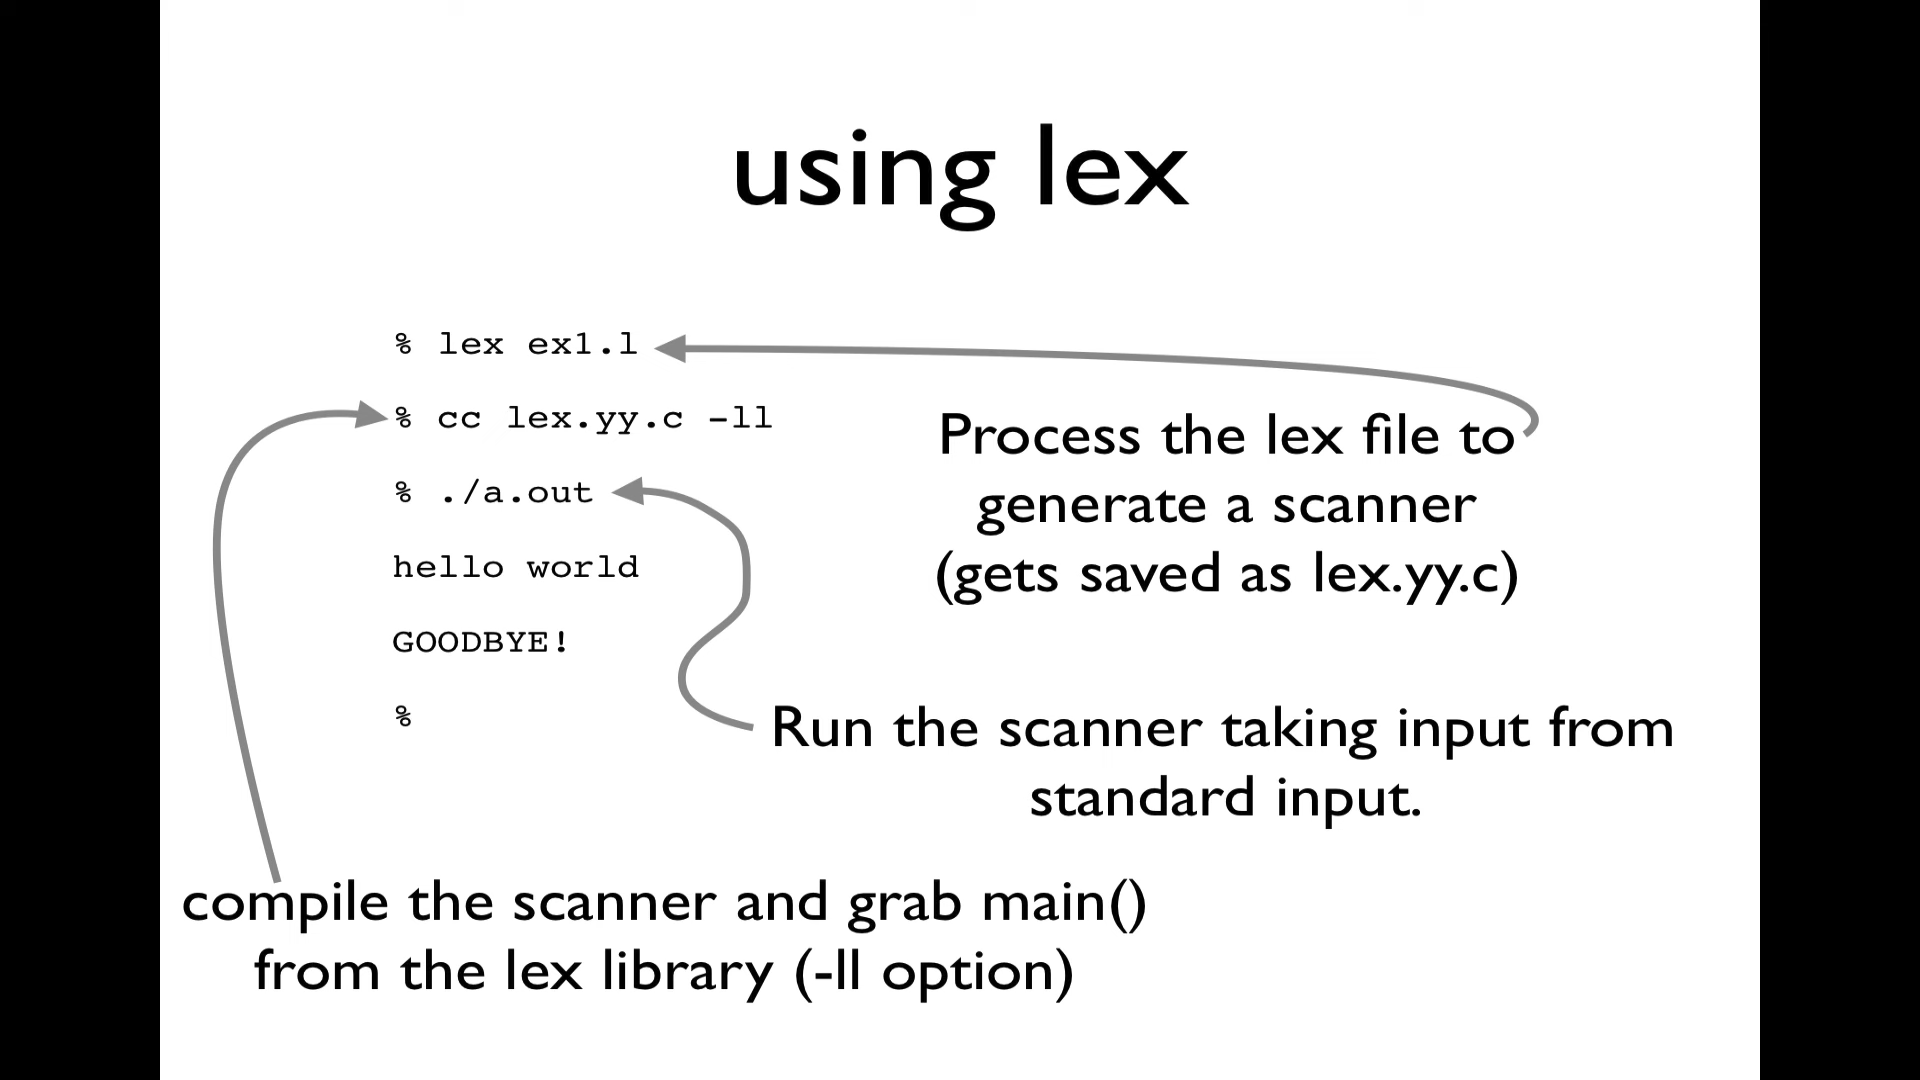 using lex
% lex ex1.l
% cc lex.yy.c -ll
% ./a.out
hello world
GOODBYE!
%
Process the lex file to
generate a scanner
(gets saved as lex.yy.c)
Run the scanner taking input from
standard input.
compile the scanner and grab main()
from the lex library (-ll option)